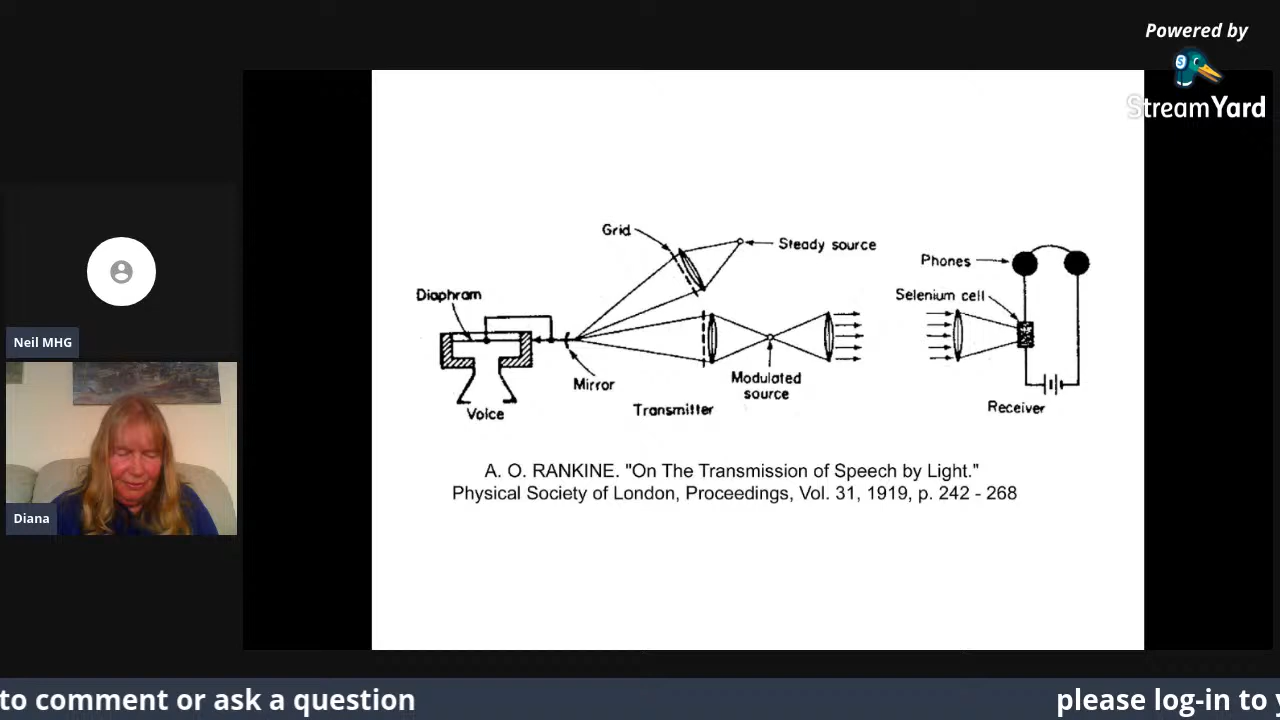 Powered by
StreamYard
Grid
Steady source
Phones
Diaphram
Selenium cell
Mirror
Modulated
source
Voice
Transmitter
Receiver
A. O. RANKINE. "On The Transmission of Speech by Light."
Physical Society of London, Proceedings, Vol. 31, 1919, p. 242 - 268
Neil MHG
Diana
to comment or ask a question
please log-in to